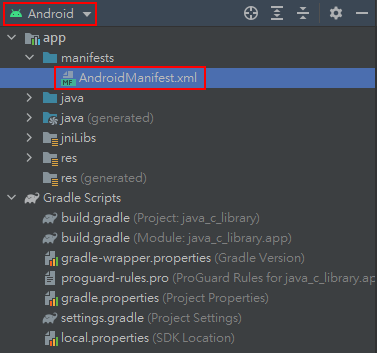 Android
app
manifests
AndroidManifest.xml
java
java (generated)
jniLibs
res
res (generated)
Gradle Scripts
build.gradle (Project: java_c_library)
build.gradle (Module: java_c_library.app)
gradle-wrapper.properties (Gradle Version)
proguard-rules.pro (ProGuard Rules for java_c_library.ap
gradle.properties (Project Properties)
settings.gradle (Project Settings)
local.properties (SDK Location)